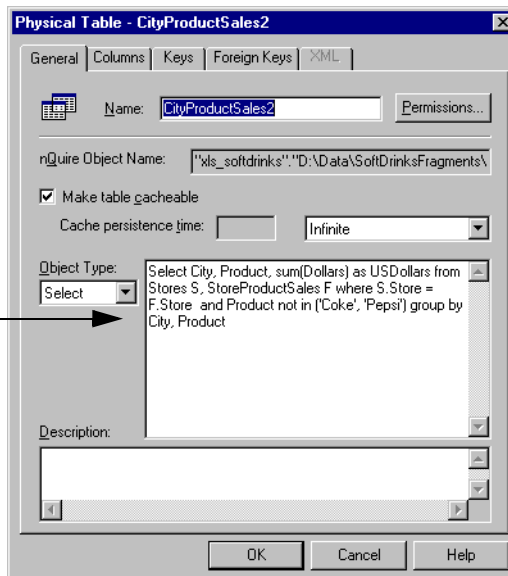 Physical Table - CityProductSales2
General Columns Keys Foreign Keys XML
Name: CityProductSales2 Permissions...
nQuire Object Name: "xls_softdrinks"."D:\Data\SoftDrinksFragments\
Make table cacheable
Cache persistence time: Infinite
Object Type:
Select
Select City, Product, sum(Dollars) as USDollars from
Stores S, StoreProductSales F where S.Store =
F.Store and Product not in ('Coke', 'Pepsi') group by
City, Product
Description:
OK Cancel Help